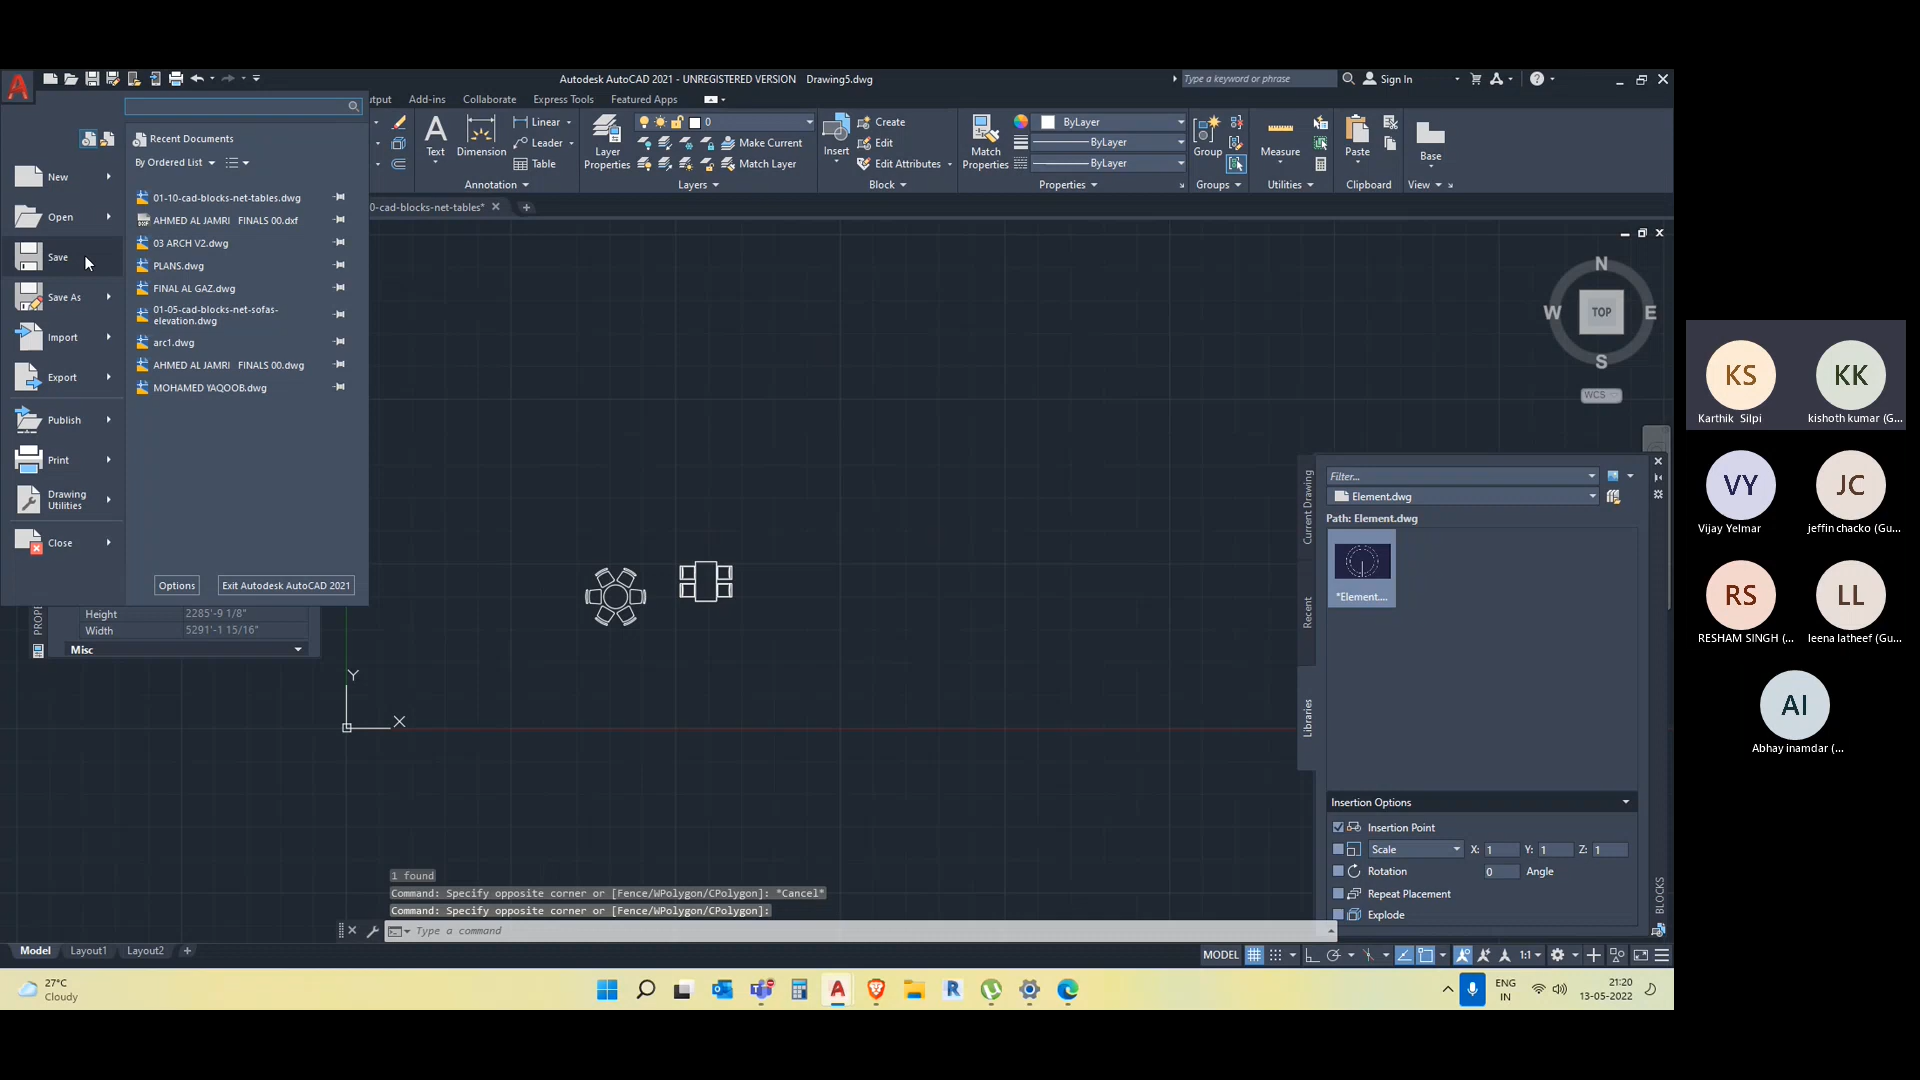 Autodesk AutoCAD 2021 - UNREGISTERED VERSION Drawing5.dwg
Type a keyword or phrase
Sign In
Add-ins Collaborate Express Tools Featured Apps
Recent Documents
By Ordered List
New
Open
Save
Save As
Import
Export
Publish
Print
Drawing
Utilities
Close
01-10-cad-blocks-net-tables.dwg
AHMED AL JAMRI FINALS 00.dxf
03 ARCH V2.dwg
PLANS.dwg
FINAL AL GAZ.dwg
01-05-cad-blocks-net-sofas-
elevation.dwg
arc1.dwg
AHMED AL JAMRI FINALS 00.dwg
MOHAMED YAQOOB.dwg
Options
Exit Autodesk AutoCAD 2021
Text
Dimension
Linear
Leader
Table
Annotation
Layer
Properties
0
Make Current
Match Layer
Layers
Insert
Create
Edit
Edit Attributes
Block
Match
Properties
ByLayer
ByLayer
ByLayer
Properties
Group
Groups
Measure
Utilities
Paste
Clipboard
Base
View
0-cad-blocks-net-tables*
N
W
TOP
E
S
WCS
Height 2285'-9 1/8"
Width 5291'-1 15/16"
Misc
Y
X
Current Drawing
Recent
Libraries
BLOCKS
Filter...
Element.dwg
Path: Element.dwg
*Element....
Insertion Options
Insertion Point
Scale X: 1 Y: 1 Z: 1
Rotation 0 Angle
Repeat Placement
Explode
1 found
Command: Specify opposite corner or [Fence/WPolygon/CPolygon]: *Cancel*
Command: Specify opposite corner or [Fence/WPolygon/CPolygon]:
Type a command
Model Layout1 Layout2
MODEL
1:1
27°C
Cloudy
ENG
IN
21:20
13-05-2022
KS
Karthik Silpi
KK
kishoth kumar (G...
VY
Vijay Yelmar
JC
jeffin chacko (Gu...
RS
RESHAM SINGH (...
LL
leena latheef (Gu...
AI
Abhay inamdar (...